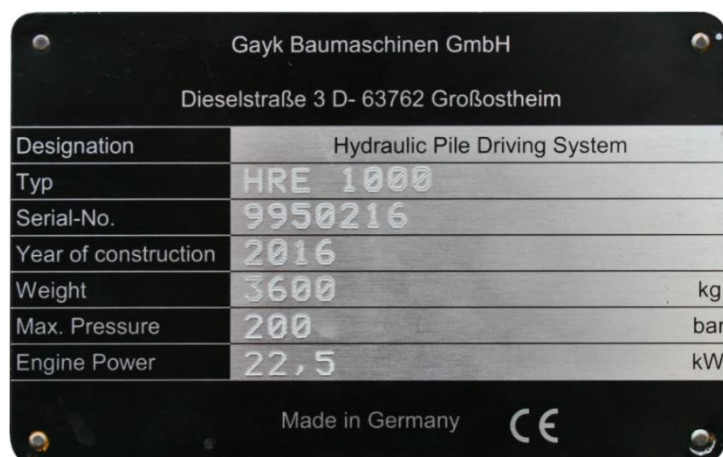 Gayk Baumaschinen GmbH
Dieselstraße 3 D- 63762 Großostheim
Designation Hydraulic Pile Driving System
Typ HRE 1000
Serial-No. 9950216
Year of construction 2016
Weight 3600 kg
Max. Pressure 200 bar
Engine Power 22,5 kW
Made in Germany CE